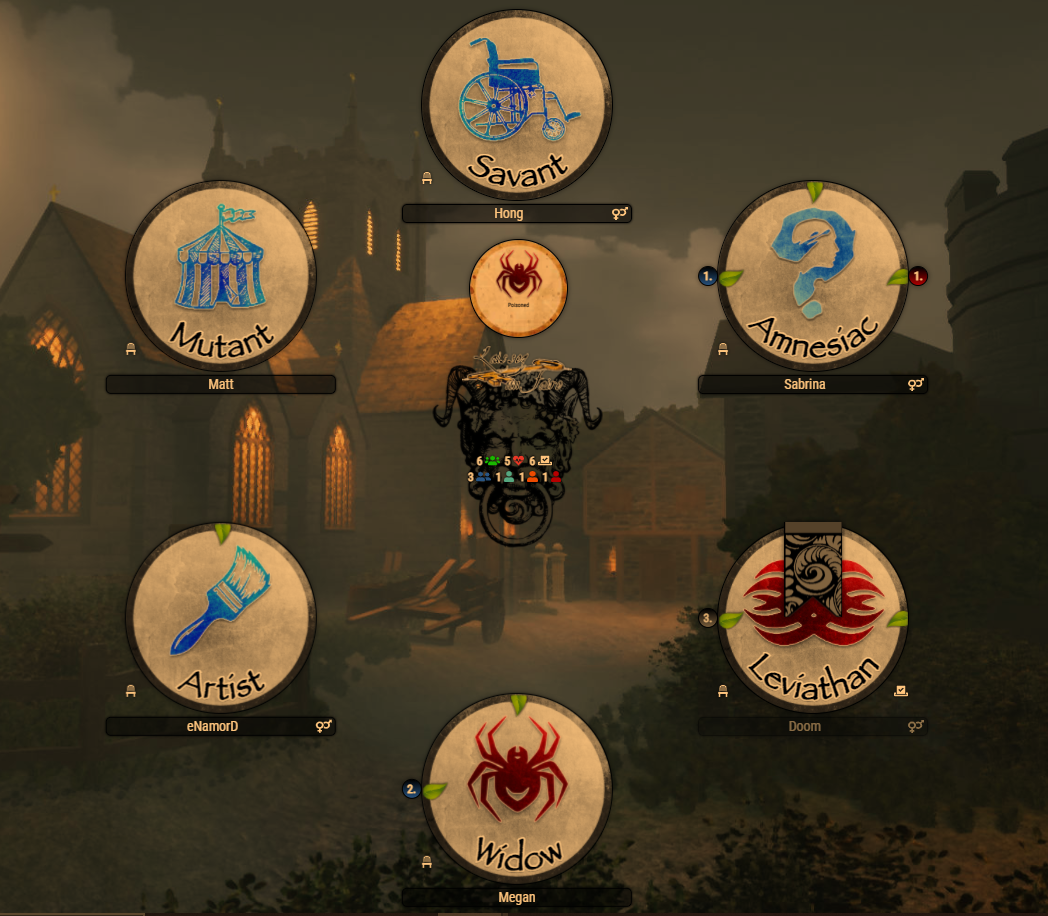 Savant
Hong
Mutant
Matt
Poisoned
1.
Amnesiac
1.
Sabrina
6 5 6
3 1 1 1
Artist
eNamorD
3.
Leviathan
Doom
2.
Widow
Megan